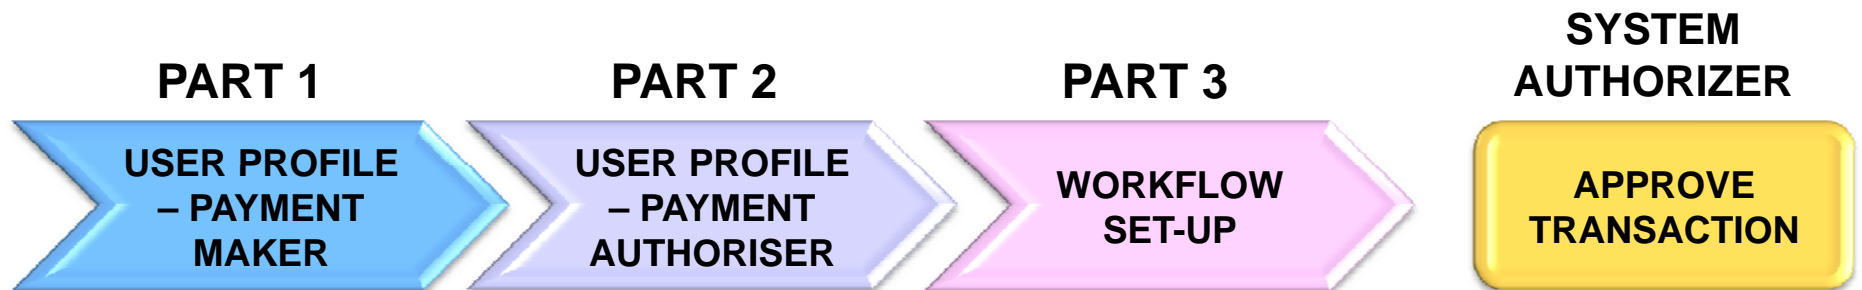 PART 1
USER PROFILE
– PAYMENT
MAKER
PART 2
USER PROFILE
– PAYMENT
AUTHORISER
PART 3
WORKFLOW
SET-UP
SYSTEM
AUTHORIZER
APPROVE
TRANSACTION